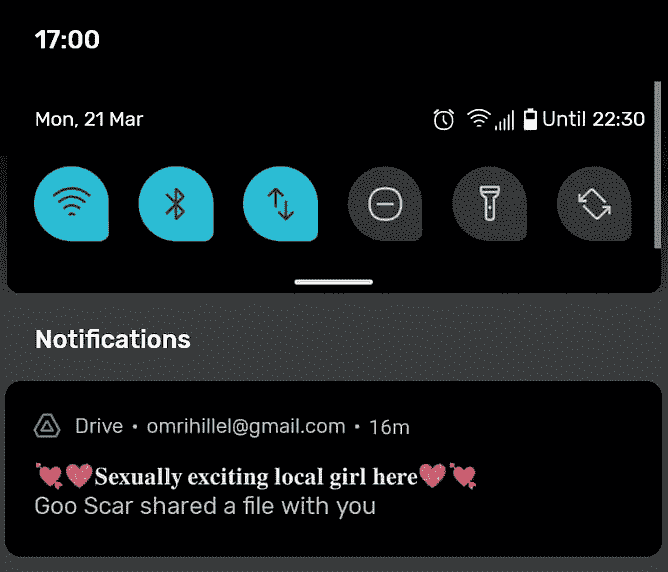 17:00
Mon, 21 Mar Until 22:30
Notifications
Drive • omrihillel@gmail.com • 16m
💘💗Sexually exciting local girl here💗💘
Goo Scar shared a file with you